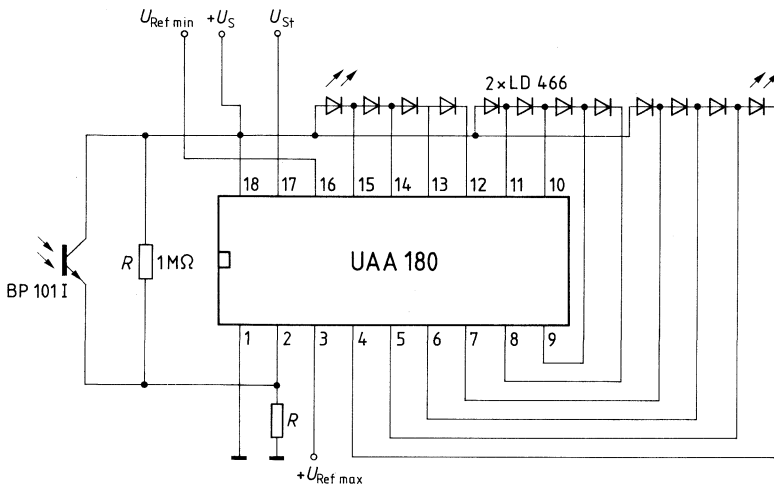 U_Ref min +U_S U_St
2×LD 466
18 17 16 15 14 13 12 11 10
UAA 180
R 1MΩ
BP 101 I
1 2 3 4 5 6 7 8 9
R
+U_Ref max